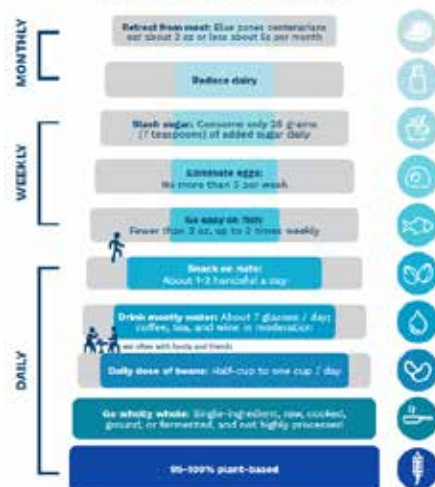 MONTHLY
Retreat from meat: Blue zones centenarians
eat about 2 oz or less about 5x per month
Reduce dairy
WEEKLY
Slash sugar: Consume only 28 grams
(7 teaspoons) of added sugar daily
Eliminate eggs:
No more than 3 per week
Go easy on fish:
Fewer than 3 oz, up to 3 times weekly
DAILY
Snack on nuts:
About 1-2 handsful a day
Drink mostly water: About 7 glasses / day;
coffee, tea, and wine in moderation
eat often with family and friends
Daily dose of beans: Half-cup to one cup / day
Go wholly whole: Single-ingredient, raw, cooked,
ground, or fermented, and not highly processed
95-100% plant-based